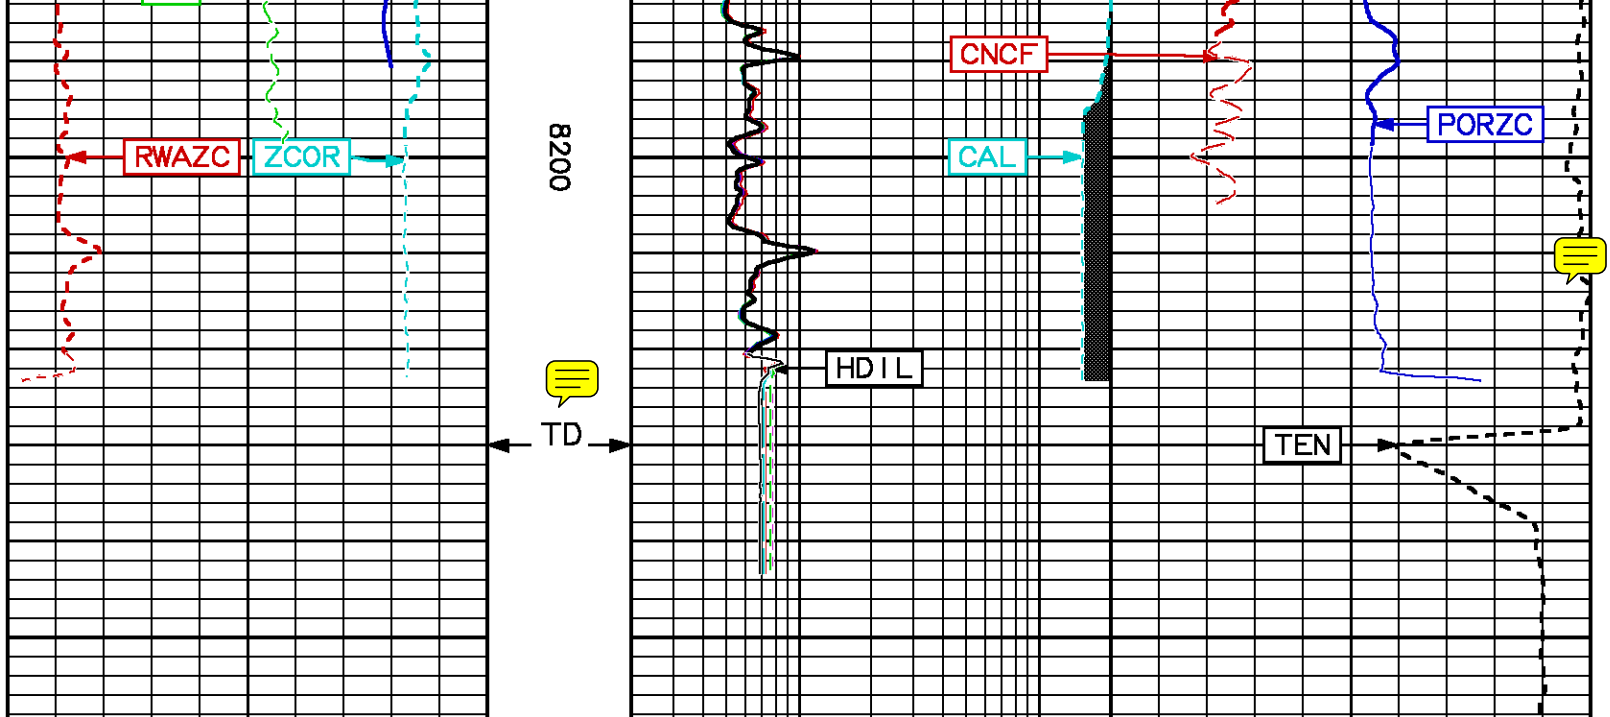 CNCF
PORZC
RWAZC
ZCOR
8200
CAL
HDIL
TD
TEN